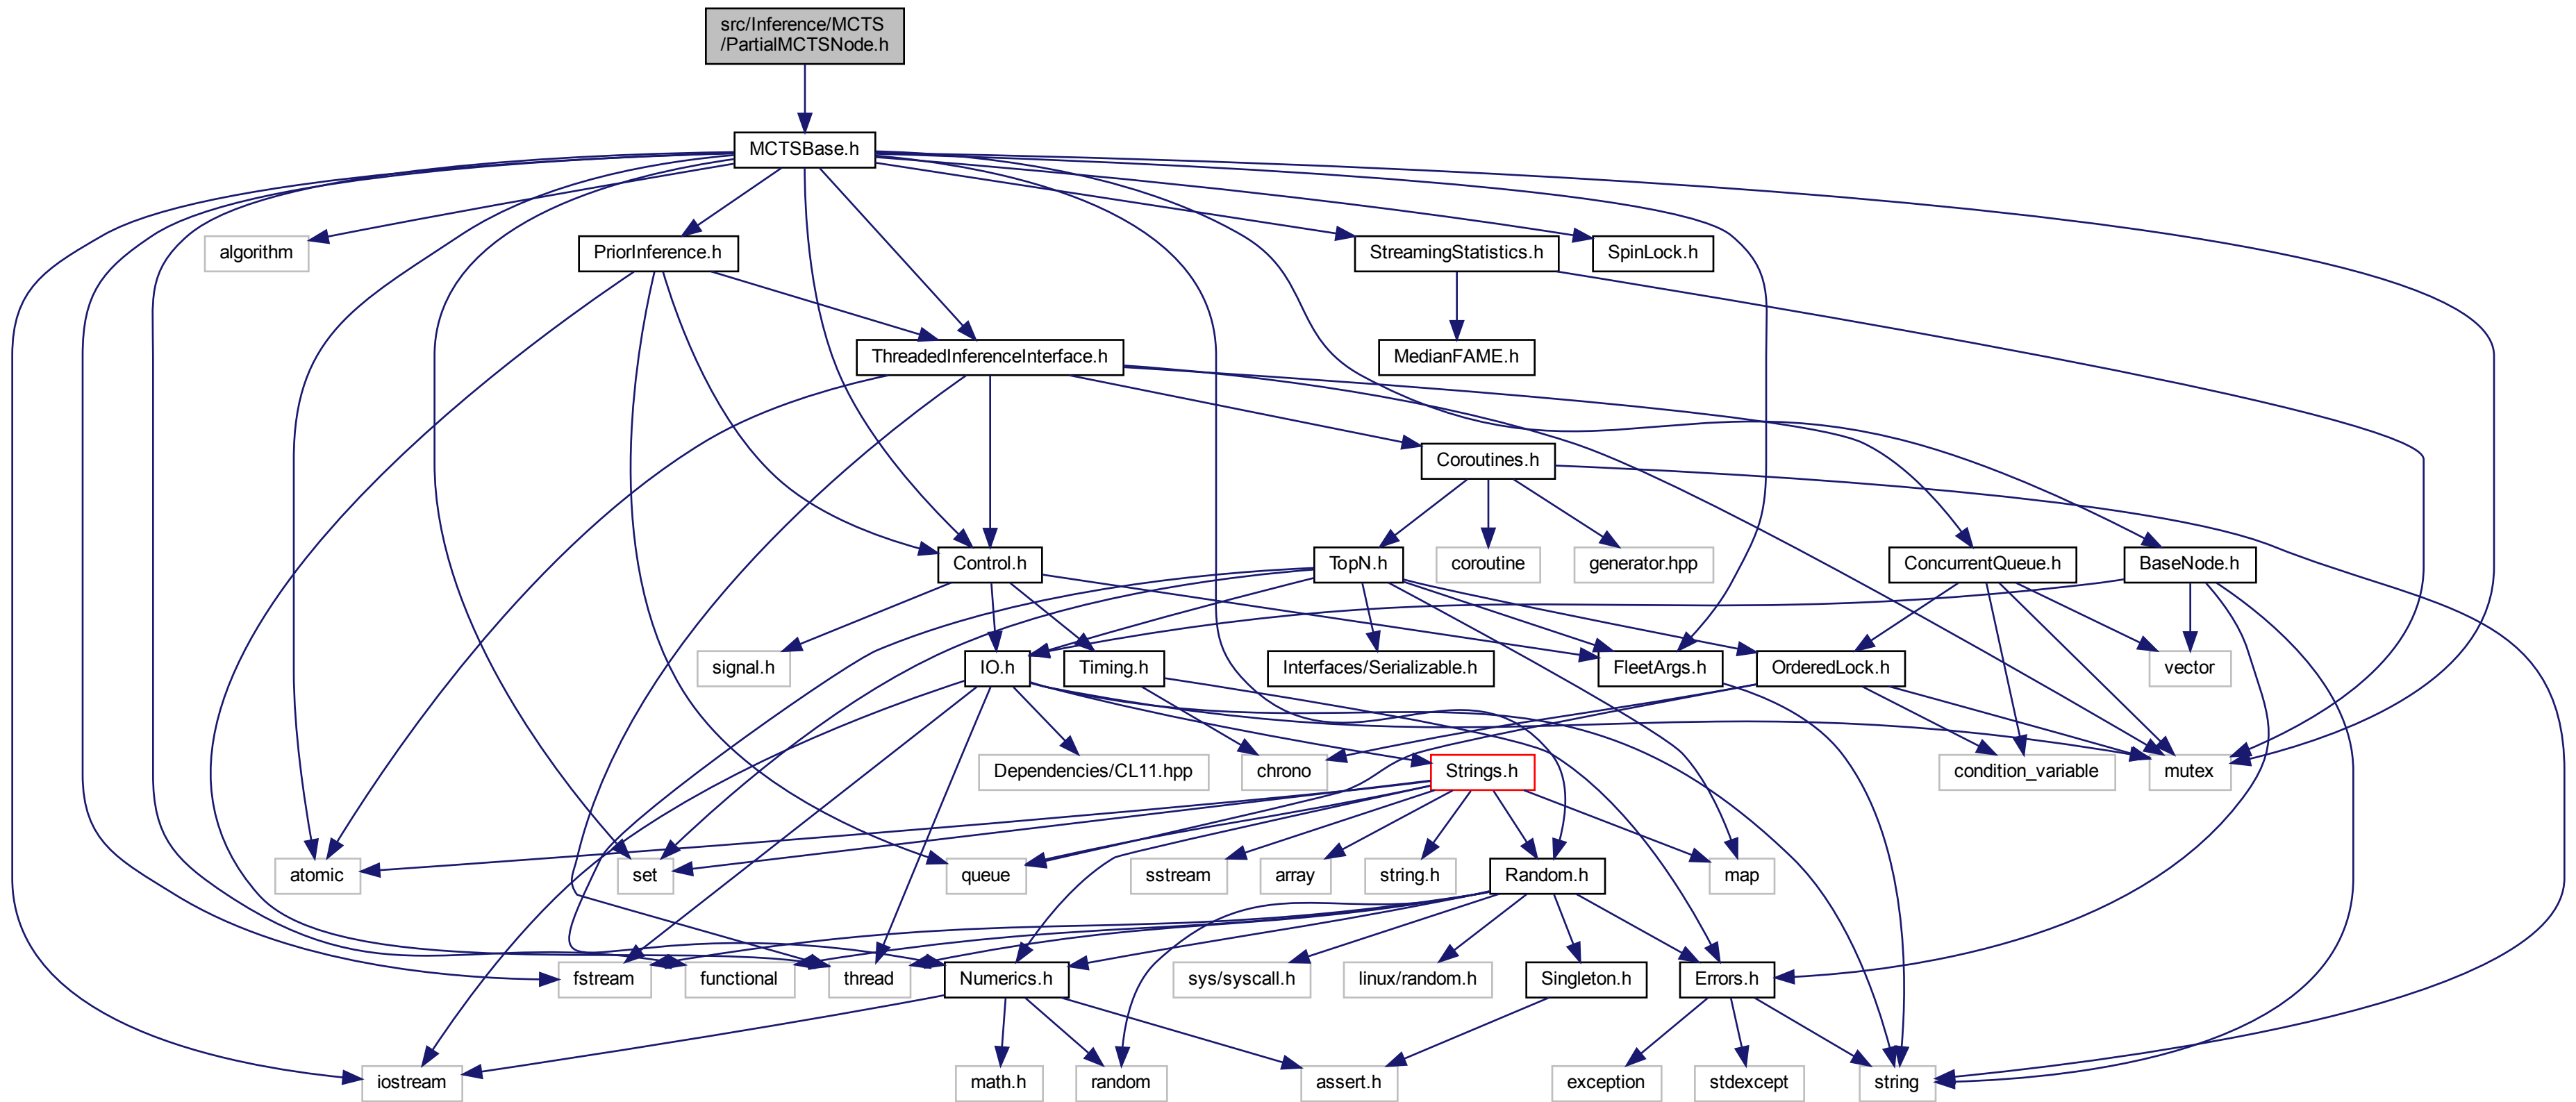 src/Inference/MCTS
/PartialMCTSNode.h
MCTSBase.h
algorithm
PriorInference.h
StreamingStatistics.h
SpinLock.h
ThreadedInferenceInterface.h
MedianFAME.h
Coroutines.h
Control.h
TopN.h
coroutine
generator.hpp
ConcurrentQueue.h
BaseNode.h
signal.h
IO.h
Timing.h
Interfaces/Serializable.h
FleetArgs.h
OrderedLock.h
vector
Dependencies/CL11.hpp
chrono
Strings.h
condition_variable
mutex
atomic
set
queue
sstream
array
string.h
Random.h
map
fstream
functional
thread
Numerics.h
sys/syscall.h
linux/random.h
Singleton.h
Errors.h
iostream
math.h
random
assert.h
exception
stdexcept
string